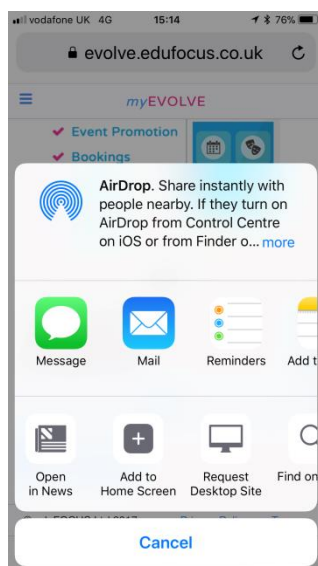 vodafone UK 4G 15:14 76%
evolve.edufocus.co.uk
myEVOLVE
Event Promotion
Bookings
AirDrop. Share instantly with
people nearby. If they turn on
AirDrop from Control Centre
on iOS or from Finder o... more
Message Mail Reminders Add t
Open Add to Request Find on
in News Home Screen Desktop Site
Cancel